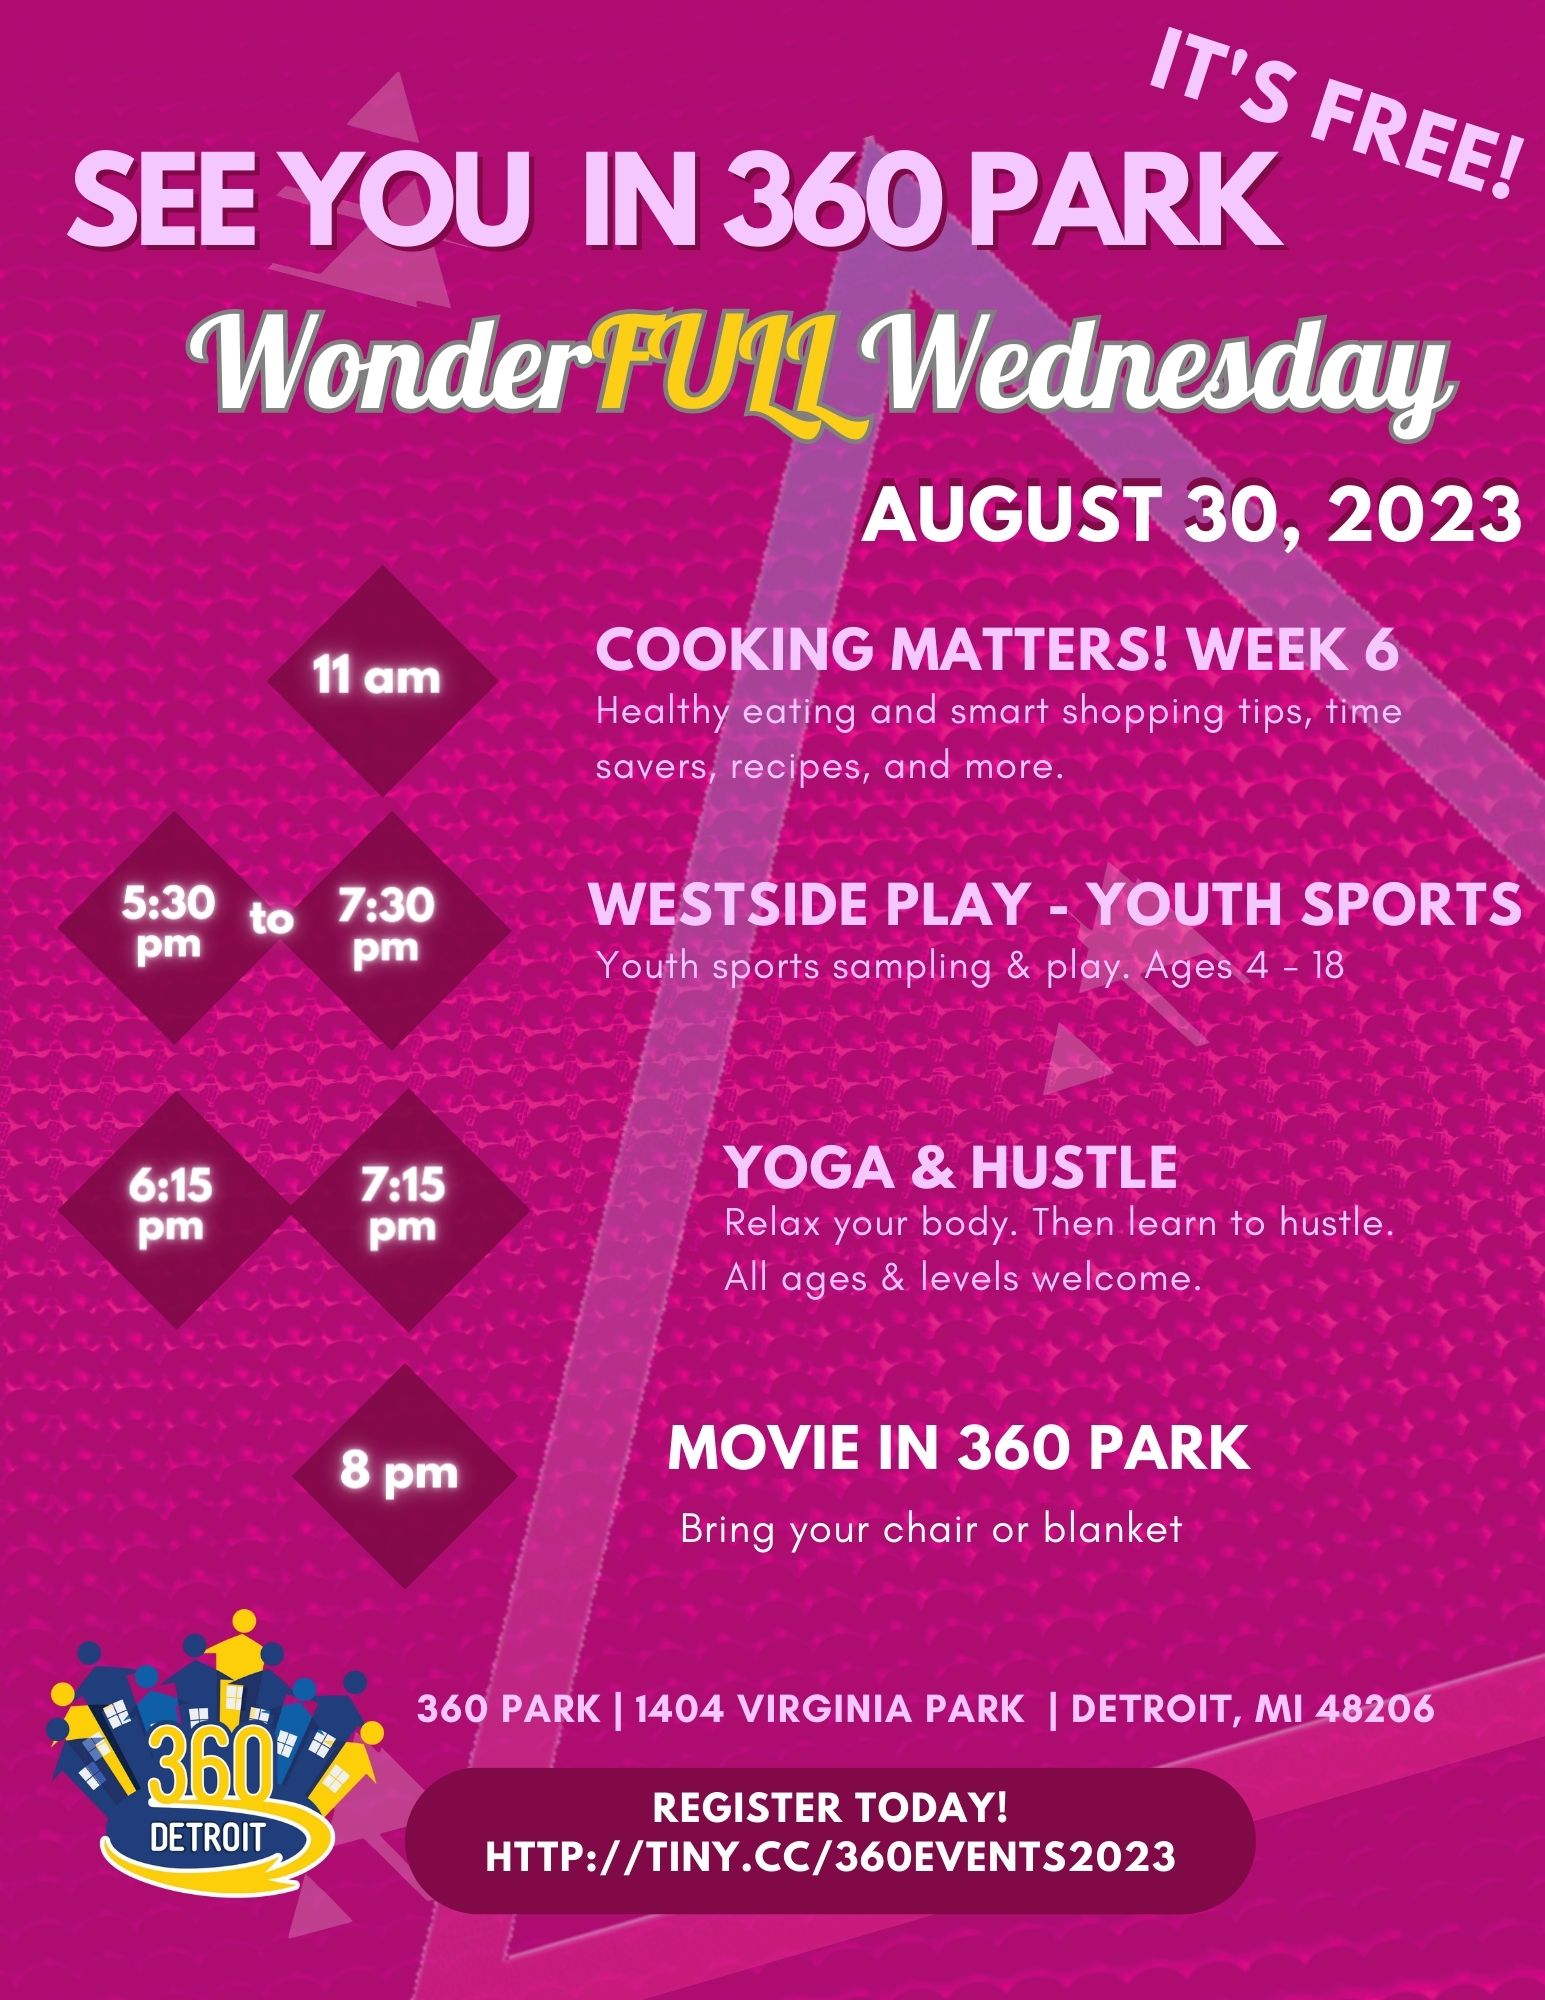 IT'S FREE!
SEE YOU IN 360 PARK
WonderFULL Wednesday
AUGUST 30, 2023
11 am
COOKING MATTERS! WEEK 6
Healthy eating and smart shopping tips, time
savers, recipes, and more.
5:30 pm to 7:30 pm
WESTSIDE PLAY - YOUTH SPORTS
Youth sports sampling & play. Ages 4 - 18
6:15 pm 7:15 pm
YOGA & HUSTLE
Relax your body. Then learn to hustle.
All ages & levels welcome.
8 pm
MOVIE IN 360 PARK
Bring your chair or blanket
360 DETROIT
360 PARK | 1404 VIRGINIA PARK | DETROIT, MI 48206
REGISTER TODAY!
HTTP://TINY.CC/360EVENTS2023